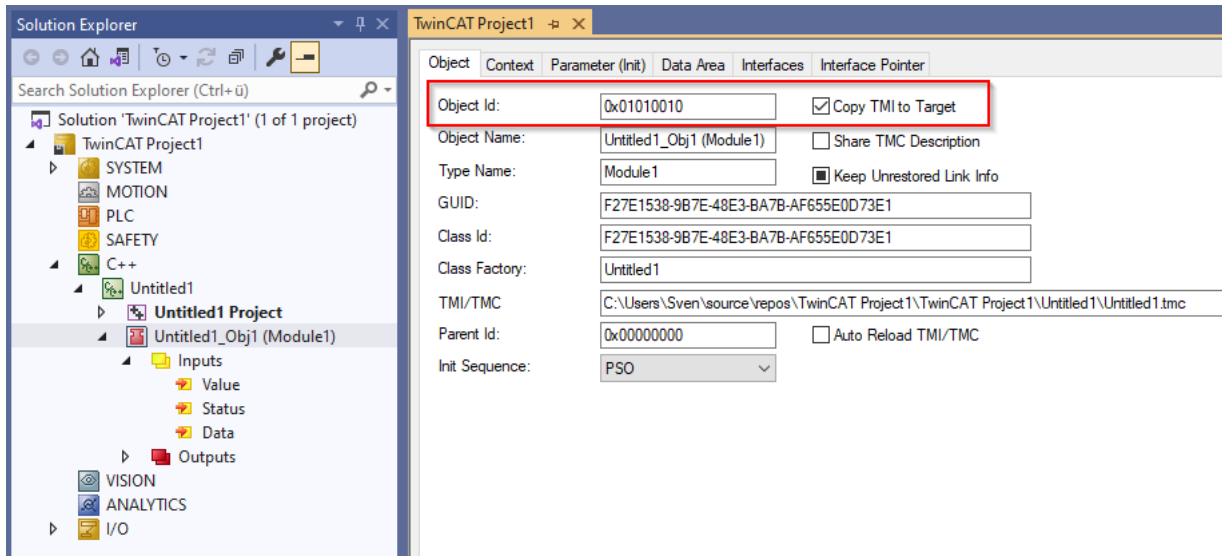 Solution Explorer
Search Solution Explorer (Ctrl+ü)
Solution 'TwinCAT Project1' (1 of 1 project)
TwinCAT Project1
SYSTEM
MOTION
PLC
SAFETY
C++
Untitled1
Untitled1 Project
Untitled1_Obj1 (Module1)
Inputs
Value
Status
Data
Outputs
VISION
ANALYTICS
I/O
TwinCAT Project1
Object Context Parameter (Init) Data Area Interfaces Interface Pointer
Object Id: 0x01010010 Copy TMI to Target
Object Name: Untitled1_Obj1 (Module1) Share TMC Description
Type Name: Module1 Keep Unrestored Link Info
GUID: F27E1538-9B7E-48E3-BA7B-AF655E0D73E1
Class Id: F27E1538-9B7E-48E3-BA7B-AF655E0D73E1
Class Factory: Untitled1
TMI/TMC C:\Users\Sven\source\repos\TwinCAT Project1\TwinCAT Project1\Untitled1\Untitled1.tmc
Parent Id: 0x00000000 Auto Reload TMI/TMC
Init Sequence: PSO